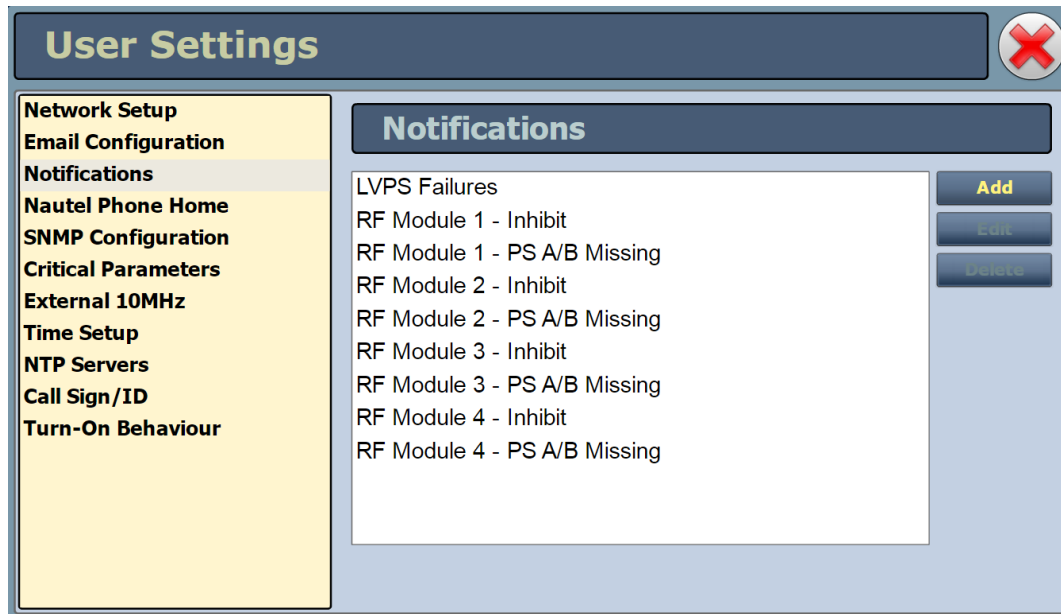 User Settings
Network Setup
Email Configuration
Notifications
Nautel Phone Home
SNMP Configuration
Critical Parameters
External 10MHz
Time Setup
NTP Servers
Call Sign/ID
Turn-On Behaviour
Notifications
LVPS Failures
RF Module 1 - Inhibit
RF Module 1 - PS A/B Missing
RF Module 2 - Inhibit
RF Module 2 - PS A/B Missing
RF Module 3 - Inhibit
RF Module 3 - PS A/B Missing
RF Module 4 - Inhibit
RF Module 4 - PS A/B Missing
Add
Edit
Delete